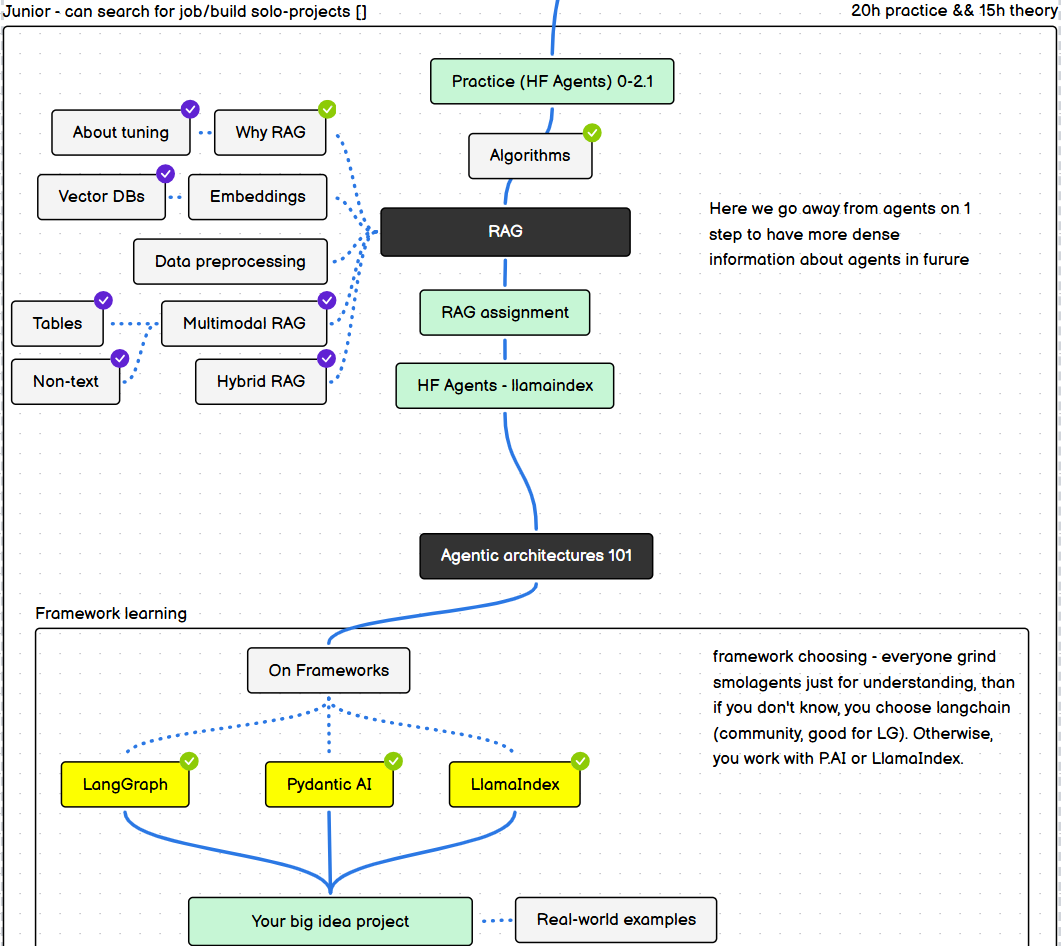 Junior - can search for job/build solo-projects []
20h practice && 15h theory
Practice (HF Agents) 0-2.1
About tuning
Why RAG
Algorithms
Vector DBs
Embeddings
RAG
Here we go away from agents on 1
step to have more dense
information about agents in furure
Data preprocessing
Tables
Multimodal RAG
RAG assignment
Non-text
Hybrid RAG
HF Agents - llamaindex
Agentic architectures 101
Framework learning
On Frameworks
framework choosing - everyone grind
smolagents just for understanding, than
if you don't know, you choose langchain
(community, good for LG). Otherwise,
you work with P.AI or LlamaIndex.
LangGraph
Pydantic AI
LlamaIndex
Your big idea project
Real-world examples